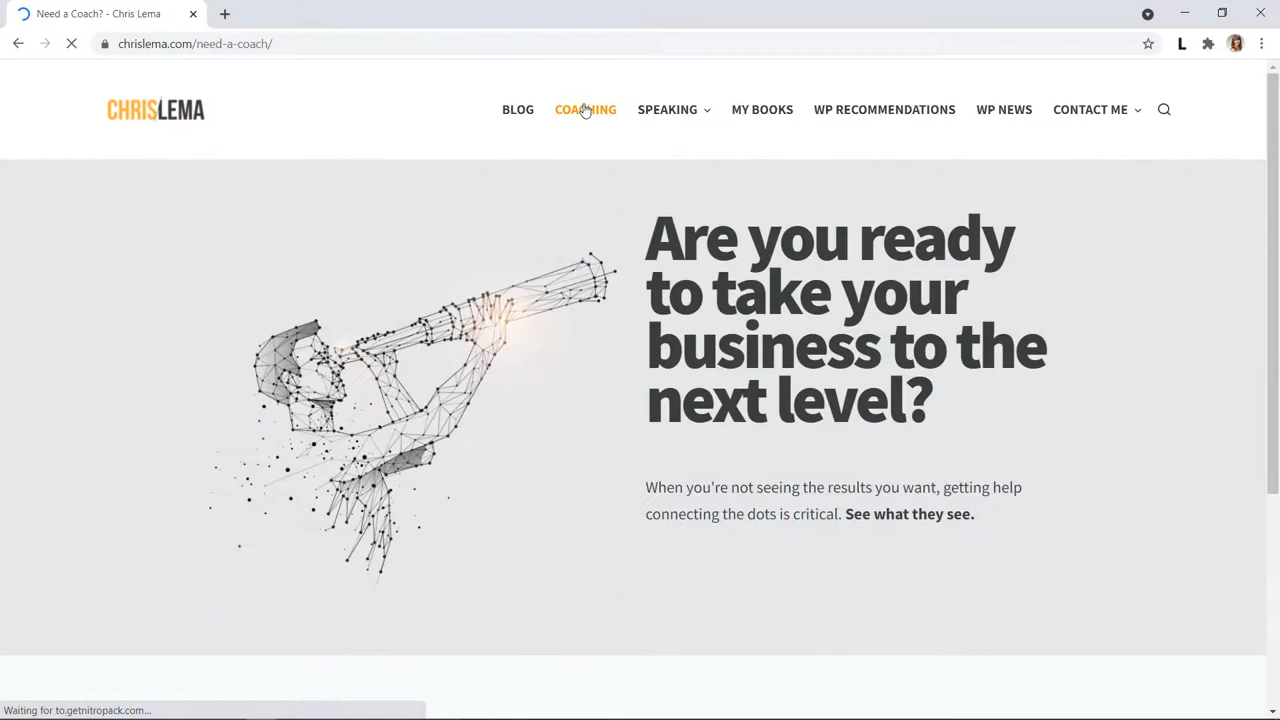 Need a Coach? - Chris Lema
chrislema.com/need-a-coach/
L
CHRISLEMA
BLOG COACHING SPEAKING MY BOOKS WP RECOMMENDATIONS WP NEWS CONTACT ME
Are you ready
to take your
business to the
next level?
When you're not seeing the results you want, getting help
connecting the dots is critical. See what they see.
Waiting for to.getnitropack.com...